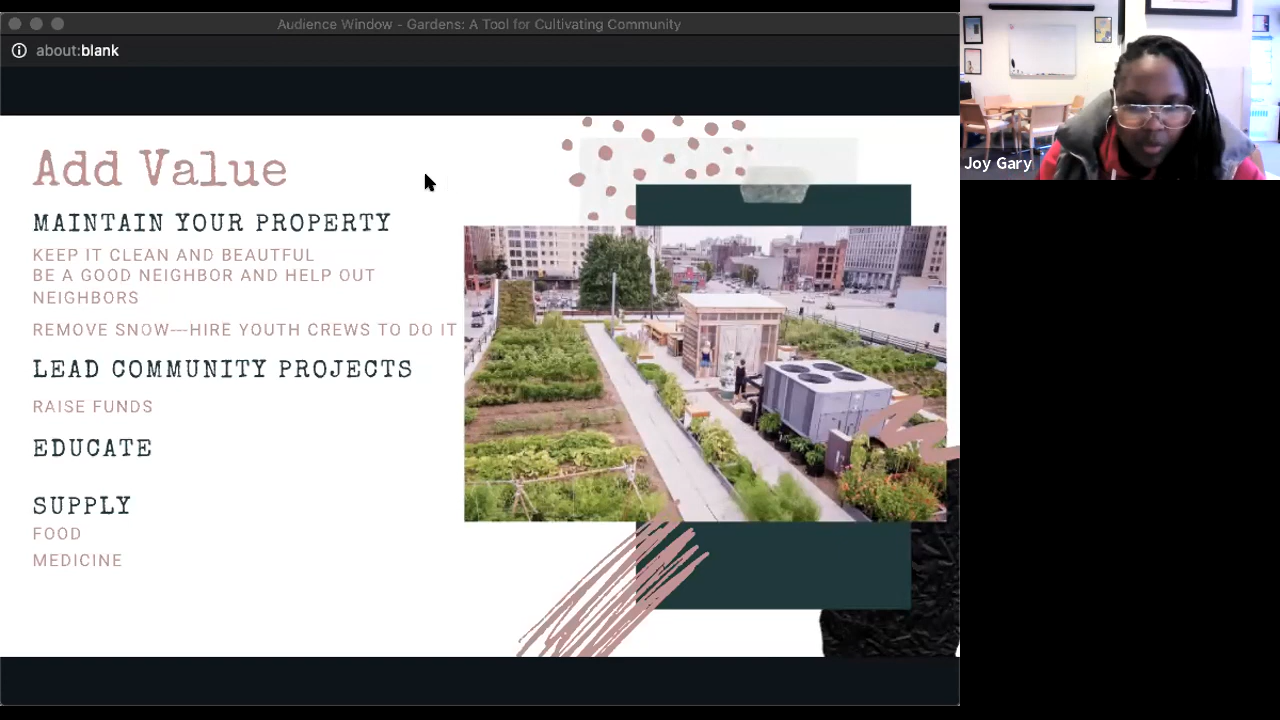 Audience Window - Gardens: A Tool for Cultivating Community
about:blank
Joy Gary
Add Value
MAINTAIN YOUR PROPERTY
KEEP IT CLEAN AND BEAUTFUL
BE A GOOD NEIGHBOR AND HELP OUT
NEIGHBORS
REMOVE SNOW---HIRE YOUTH CREWS TO DO IT
LEAD COMMUNITY PROJECTS
RAISE FUNDS
EDUCATE
SUPPLY
FOOD
MEDICINE